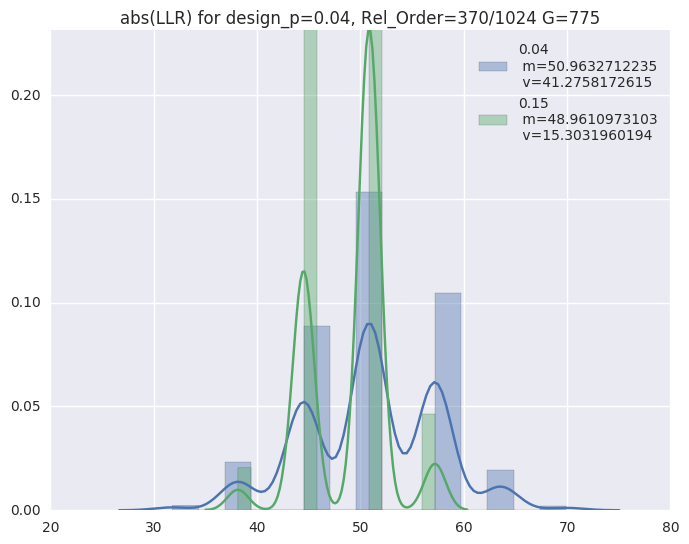 abs(LLR) for design_p=0.04, Rel_Order=370/1024 G=775
0.04
m=50.9632712235
v=41.2758172615
0.15
m=48.9610973103
v=15.3031960194
0.20
0.15
0.10
0.05
0.00
20 30 40 50 60 70 80